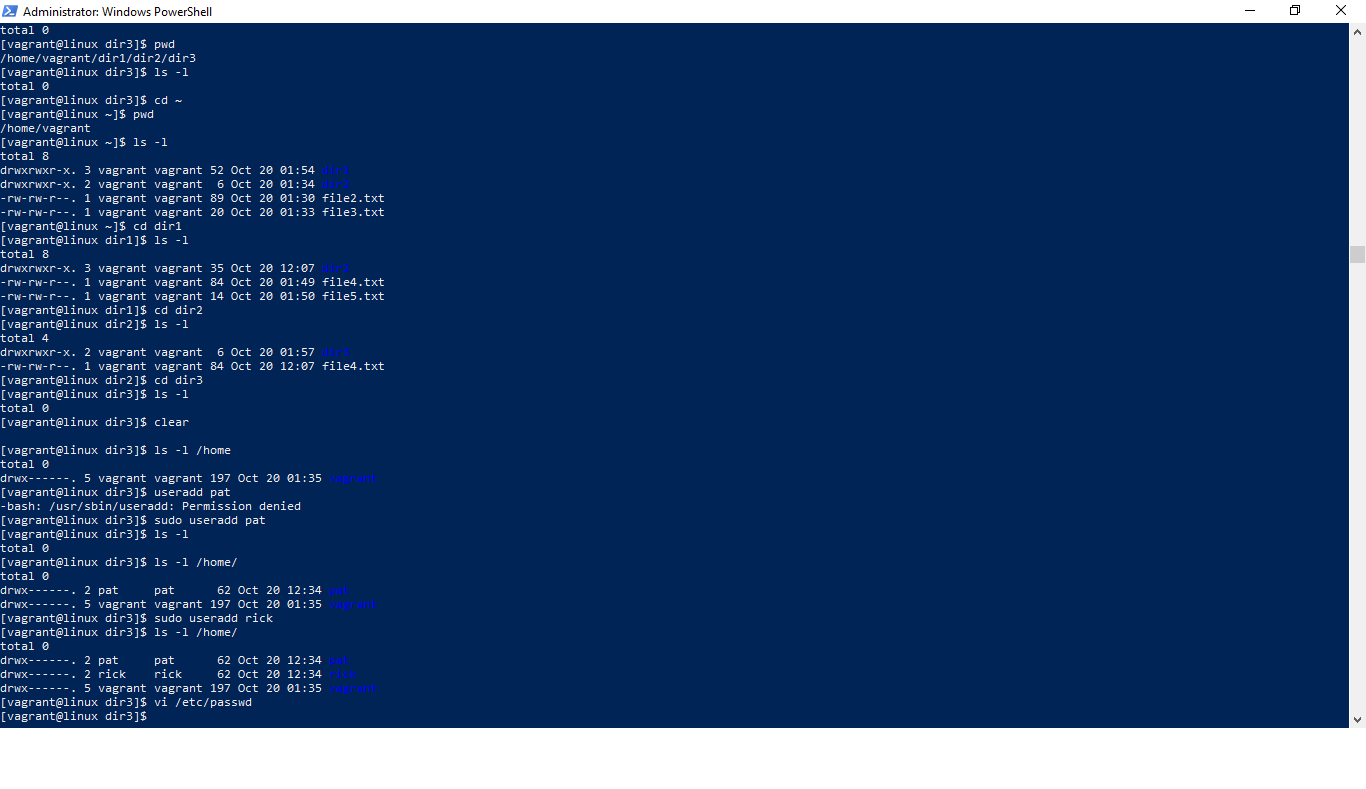 Administrator: Windows PowerShell
total 0
[vagrant@linux dir3]$ pwd
/home/vagrant/dir1/dir2/dir3
[vagrant@linux dir3]$ ls -l
total 0
[vagrant@linux dir3]$ cd ~
[vagrant@linux ~]$ pwd
/home/vagrant
[vagrant@linux ~]$ ls -l
total 8
drwxrwxr-x. 3 vagrant vagrant 52 Oct 20 01:54 dir1
drwxrwxr-x. 2 vagrant vagrant  6 Oct 20 01:34
-rw-rw-r--. 1 vagrant vagrant 89 Oct 20 01:30 file2.txt
-rw-rw-r--. 1 vagrant vagrant 20 Oct 20 01:33 file3.txt
[vagrant@linux ~]$ cd dir1
[vagrant@linux dir1]$ ls -l
total 8
drwxrwxr-x. 3 vagrant vagrant 35 Oct 20 12:07 dir2
-rw-rw-r--. 1 vagrant vagrant 84 Oct 20 01:49 file4.txt
-rw-rw-r--. 1 vagrant vagrant 14 Oct 20 01:50 file5.txt
[vagrant@linux dir1]$ cd dir2
[vagrant@linux dir2]$ ls -l
total 4
drwxrwxr-x. 2 vagrant vagrant  6 Oct 20 01:57 dir3
-rw-rw-r--. 1 vagrant vagrant 84 Oct 20 12:07 file4.txt
[vagrant@linux dir2]$ cd dir3
[vagrant@linux dir3]$ ls -l
total 0
[vagrant@linux dir3]$ clear
[vagrant@linux dir3]$ ls -l /home
total 0
drwx------. 5 vagrant vagrant 197 Oct 20 01:35 vagrant
[vagrant@linux dir3]$ useradd pat
-bash: /usr/sbin/useradd: Permission denied
[vagrant@linux dir3]$ sudo useradd pat
[vagrant@linux dir3]$ ls -l
total 0
[vagrant@linux dir3]$ ls -l /home/
total 0
drwx------. 2 pat     pat      62 Oct 20 12:34 pat
drwx------. 5 vagrant vagrant 197 Oct 20 01:35 vagrant
[vagrant@linux dir3]$ sudo useradd rick
[vagrant@linux dir3]$ ls -l /home/
total 0
drwx------. 2 pat     pat      62 Oct 20 12:34 pat
drwx------. 2 rick    rick     62 Oct 20 12:34 rick
drwx------. 5 vagrant vagrant 197 Oct 20 01:35 vagrant
[vagrant@linux dir3]$ vi /etc/passwd
[vagrant@linux dir3]$